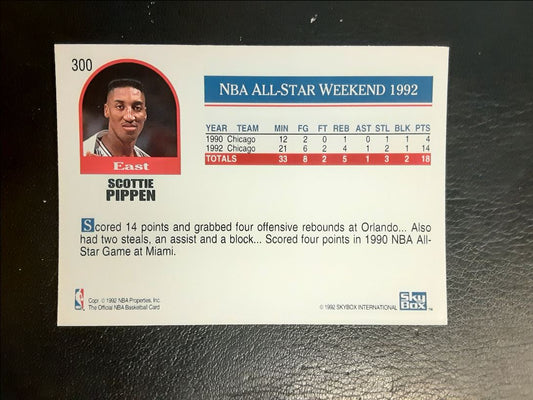 300
NBA ALL-STAR WEEKEND 1992
YEAR TEAM MIN FG FT REB AST STL BLK PTS
1990 Chicago 12 2 0 1 0 1 1 4
1992 Chicago 21 6 2 4 1 2 1 14
TOTALS 33 8 2 5 1 3 2 18
East
SCOTTIE
PIPPEN
Scored 14 points and grabbed four offensive rebounds at Orlando... Also
had two steals, an assist and a block... Scored four points in 1990 NBA All-
Star Game at Miami.
Copr. © 1992 NBA Properties, Inc.
The Official NBA Basketball Card
© 1992 SKYBOX INTERNATIONAL
SkyBox™